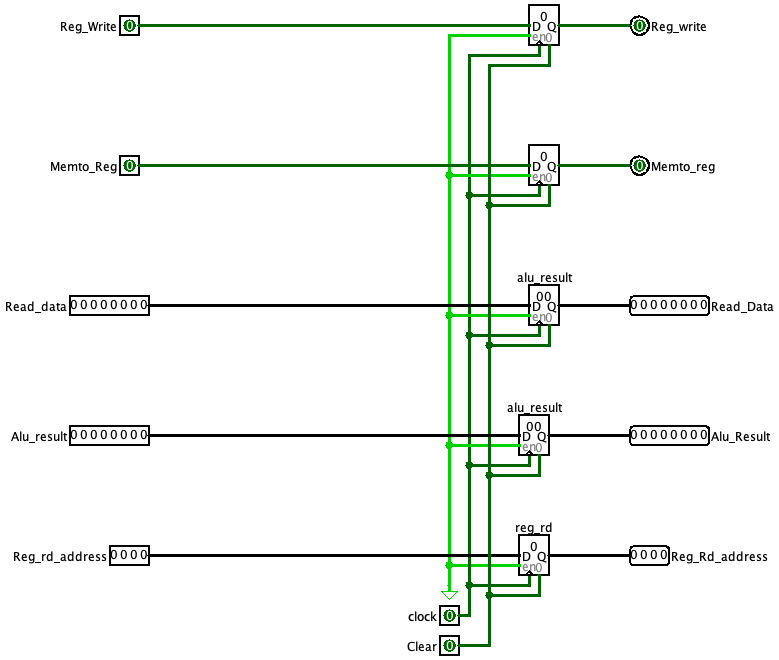 0
Reg_Write 0 D Q 0 Reg_write
en0
0
Memto_Reg 0 D Q 0 Memto_reg
en0
alu_result
00
Read_data 00000000 D Q 00000000 Read_Data
en0
alu_result
00
Alu_result 00000000 D Q 00000000 Alu_Result
en0
reg_rd
0
Reg_rd_address 0000 D Q 0000 Reg_Rd_address
en0
clock 0
Clear 0